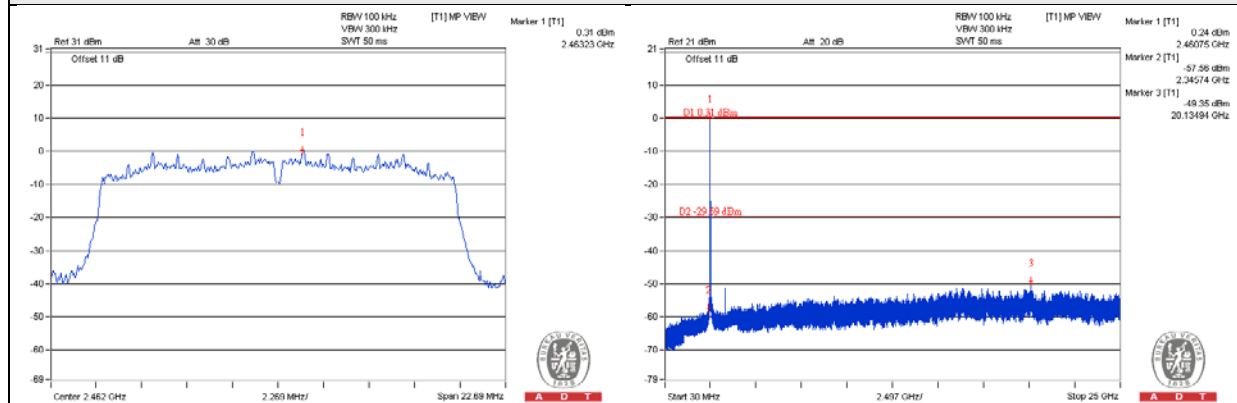 RBW 100 kHz [T1] MP VIEW
VBW 300 kHz
Ref 31 dBm Att 30 dB SWT 50 ms
Marker 1 [T1]
0.31 dBm
2.46323 GHz
31
Offset 11 dB
20
10
1
0
-10
-20
-30
-40
-50
-60
-69
Center 2.462 GHz 2.269 MHz/ Span 22.69 MHz
BUREAU VERITAS
1828
A D T
RBW 100 kHz [T1] MP VIEW
VBW 300 kHz
Ref 21 dBm Att 20 dB SWT 50 ms
Marker 1 [T1]
0.24 dBm
2.46075 GHz
Marker 2 [T1]
-57.56 dBm
2.34574 GHz
Marker 3 [T1]
-49.35 dBm
20.13494 GHz
21
Offset 11 dB
10
1
D1 0.31 dBm
0
-10
-20
D2 -29.69 dBm
-30
-40
3
2
-50
-60
-70
-79
Start 30 MHz 2.497 GHz/ Stop 25 GHz
BUREAU VERITAS
1828
A D T